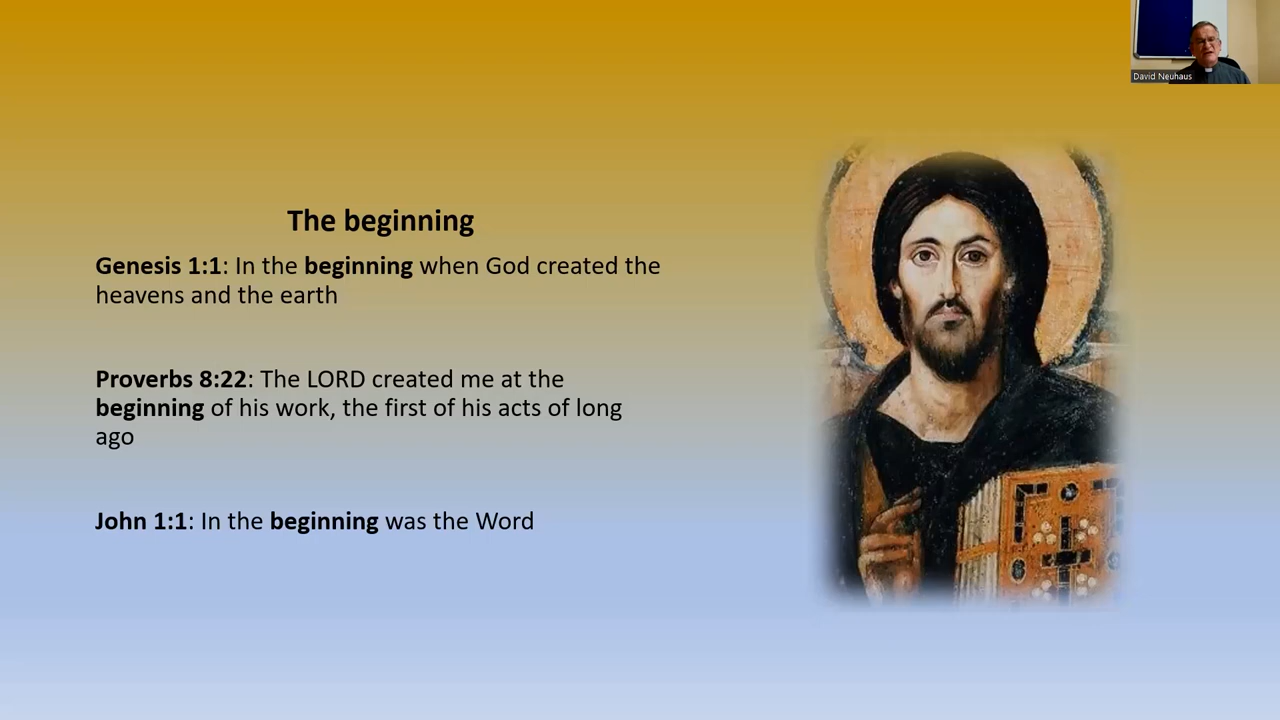 David Neuhaus
The beginning
Genesis 1:1: In the beginning when God created the
heavens and the earth
Proverbs 8:22: The LORD created me at the
beginning of his work, the first of his acts of long
ago
John 1:1: In the beginning was the Word